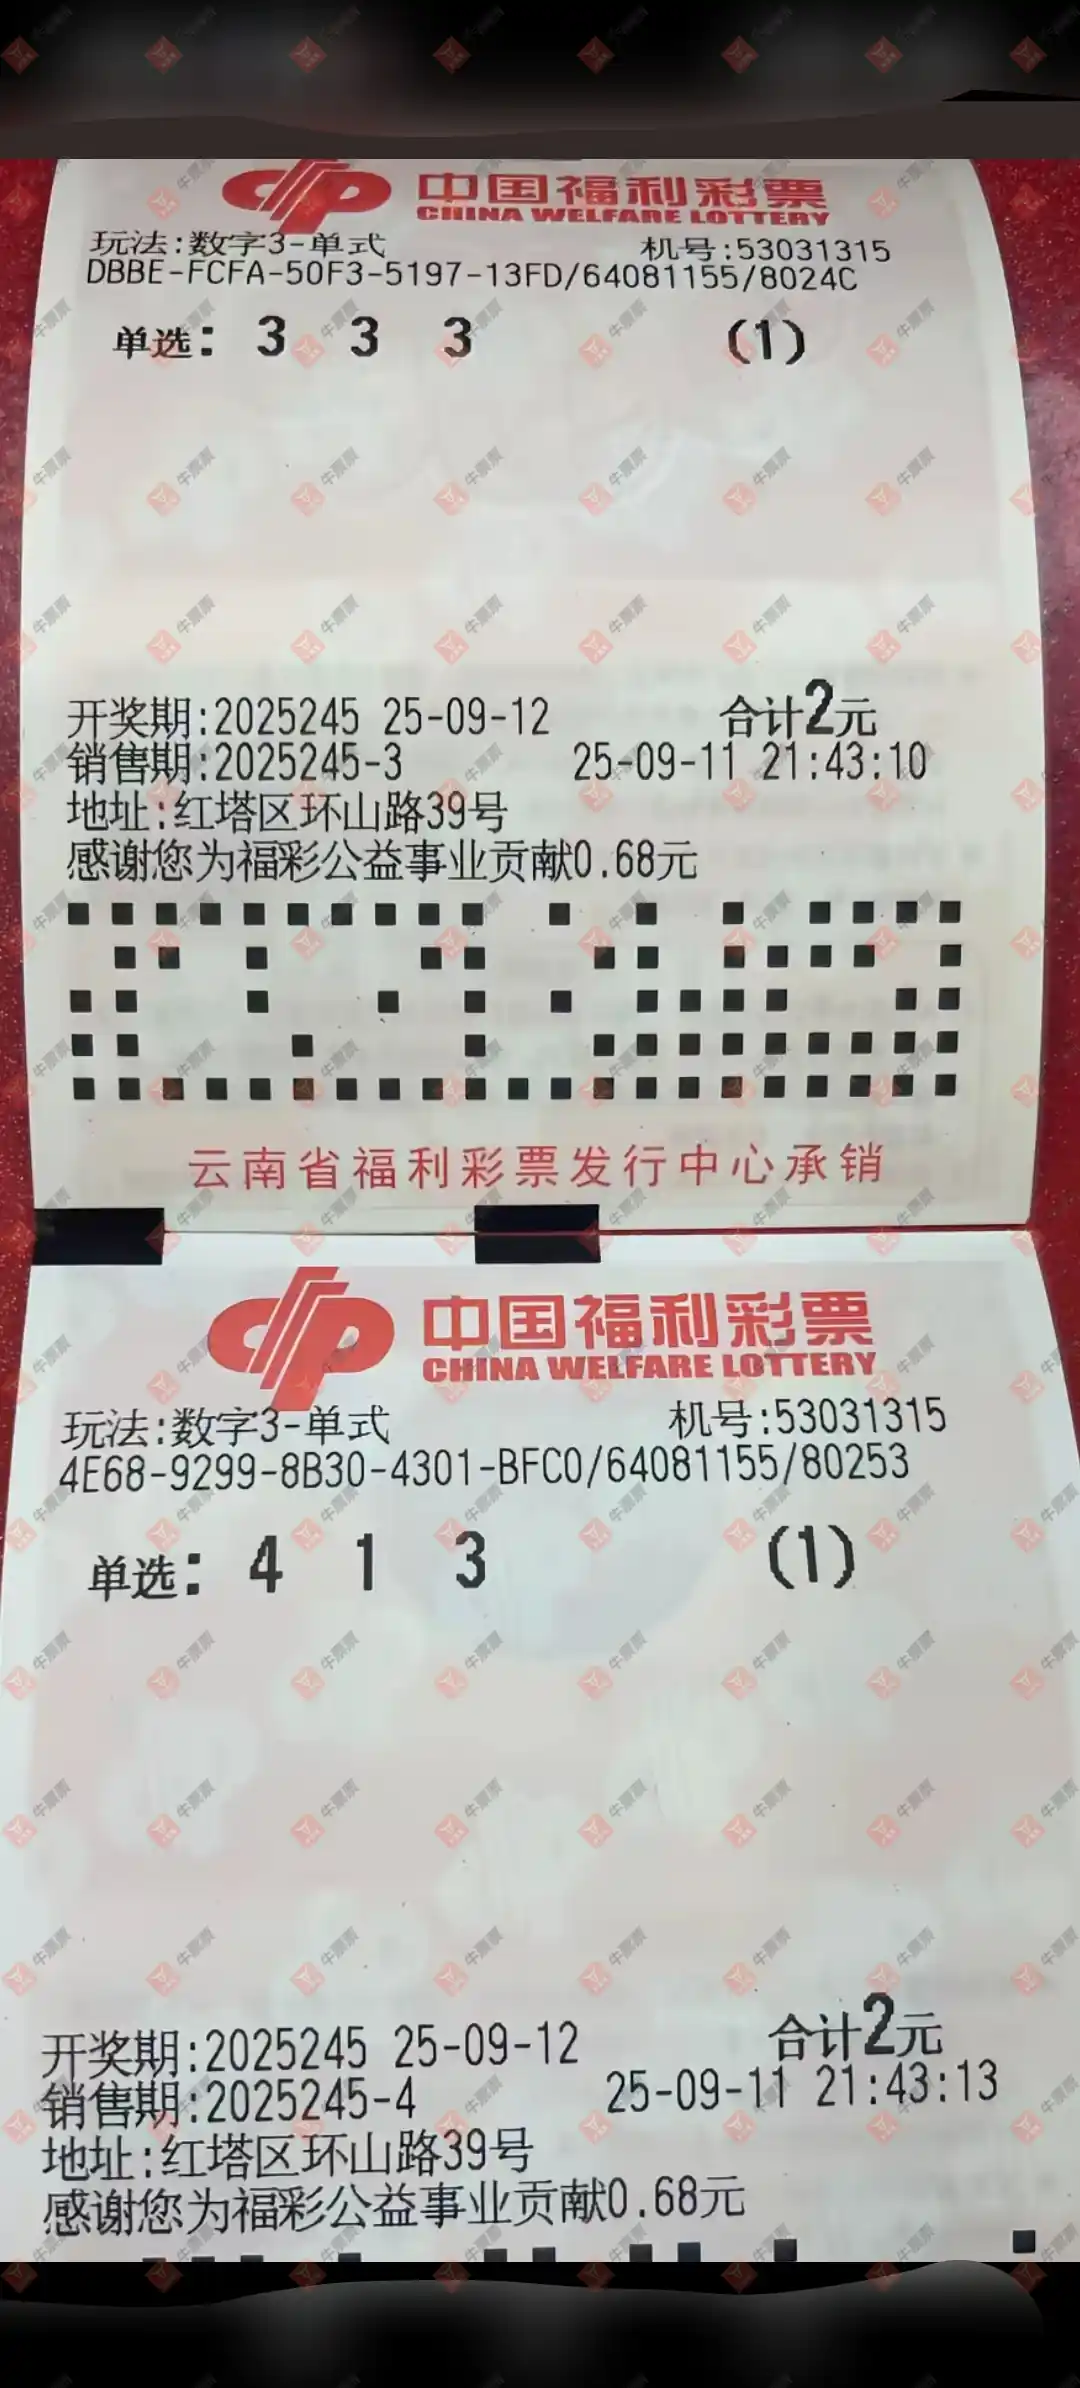 中国福利彩票
CHINA WELFARE LOTTERY
玩法:数字3-单式 机号:53031315
DBBE-FCFA-50F3-5197-13FD/64081155/8024C
单选: 3 3 3 (1)
开奖期:2025245 25-09-12 合计2元
销售期:2025245-3 25-09-11 21:43:10
地址:红塔区环山路39号
感谢您为福彩公益事业贡献0.68元
云南省福利彩票发行中心承销
中国福利彩票
CHINA WELFARE LOTTERY
玩法:数字3-单式 机号:53031315
4E68-9299-8B30-4301-BFC0/64081155/80253
单选: 4 1 3 (1)
开奖期:2025245 25-09-12 合计2元
销售期:2025245-4 25-09-11 21:43:13
地址:红塔区环山路39号
感谢您为福彩公益事业贡献0.68元
牛票票